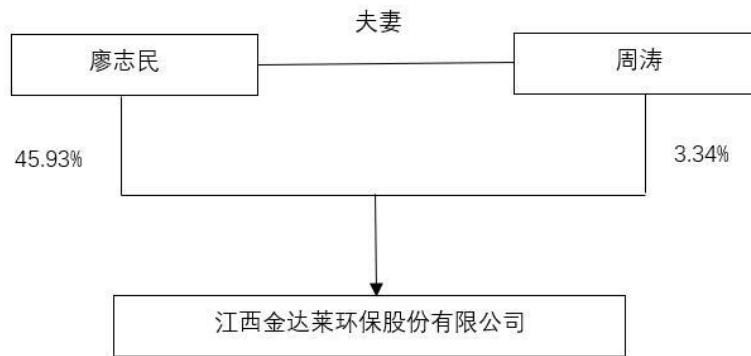 夫妻
廖志民
周涛
45.93%
3.34%
江西金达莱环保股份有限公司